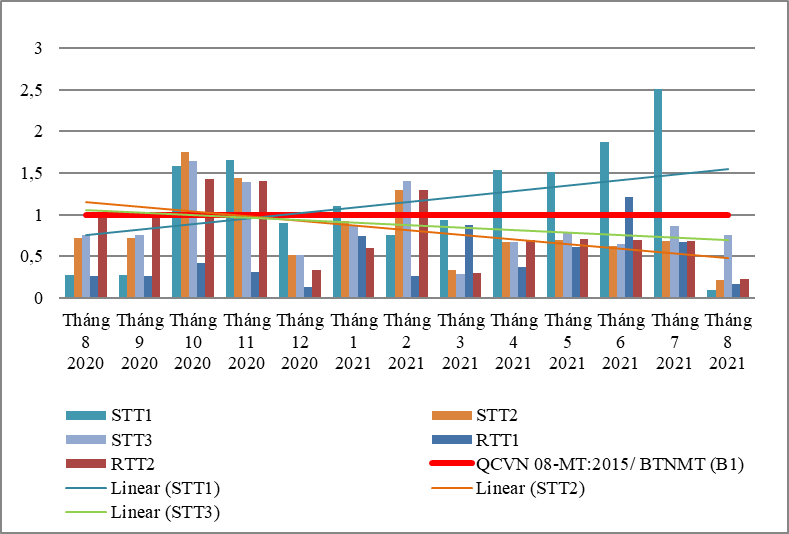 3
2,5
2
1,5
1
0,5
0
Tháng Tháng Tháng Tháng Tháng Tháng Tháng Tháng Tháng Tháng Tháng Tháng Tháng
8 9 10 11 12 1 2 3 4 5 6 7 8
2020 2020 2020 2020 2020 2021 2021 2021 2021 2021 2021 2021 2021
STT1 STT2
STT3 RTT1
RTT2 QCVN 08-MT:2015/ BTNMT (B1)
Linear (STT1) Linear (STT2)
Linear (STT3)